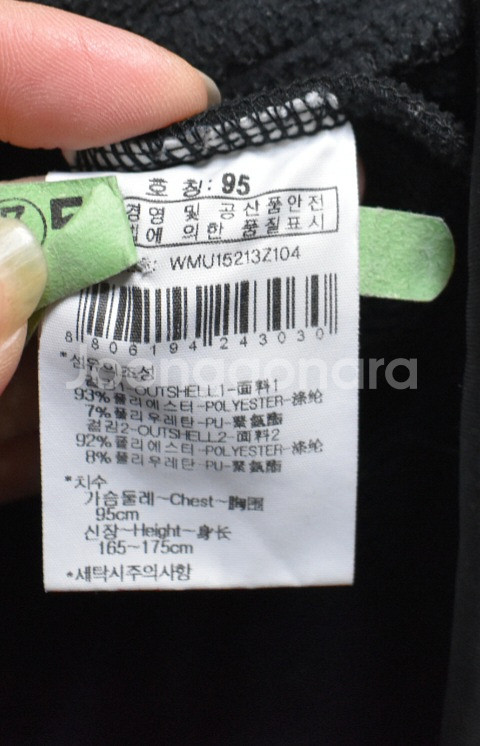 호 칭: 95
경영 및 공산품안전
에 의한 품질표시
WMU15213Z104
8 806194 243030
*섬유의조성
겉감1-OUTSHELL1-面料1
93% 폴리에스터-POLYESTER-涤纶
7% 폴리우레탄-PU-聚氨酯
겉감2-OUTSHELL2-面料2
92% 폴리에스터-POLYESTER-涤纶
8% 폴리우레탄-PU-聚氨酯
*치수
가슴둘레~Chest~胸围
95cm
신장~Height~身长
165~175cm
*세탁시주의사항
Joonggonara